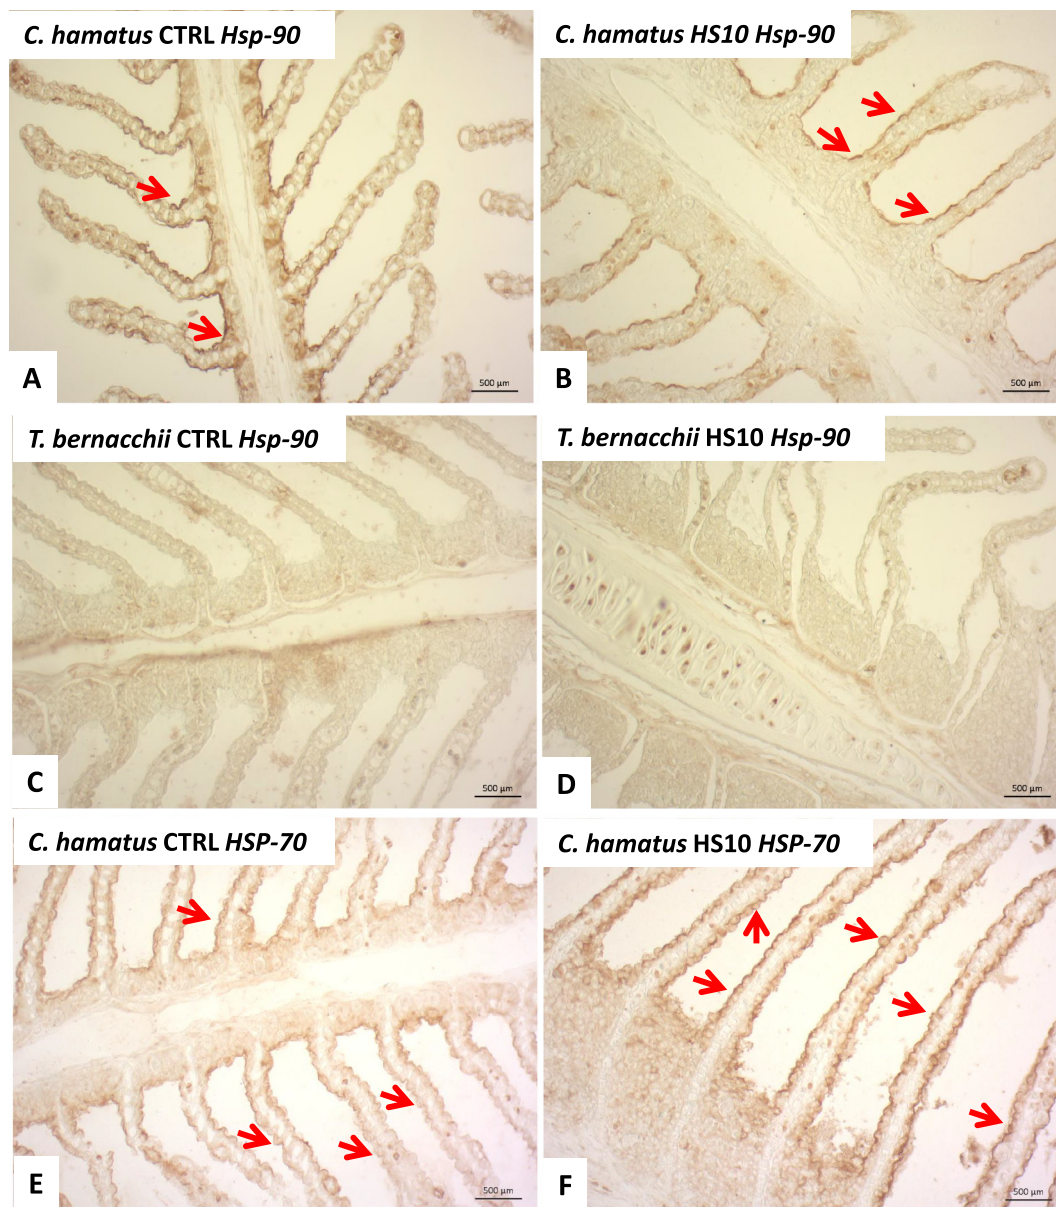 C. hamatus CTRL Hsp-90
C. hamatus HS10 Hsp-90
A
500 µm
B
500 µm
T. bernacchii CTRL Hsp-90
T. bernacchii HS10 Hsp-90
C
500 µm
D
500 µm
C. hamatus CTRL HSP-70
C. hamatus HS10 HSP-70
E
500 µm
F
500 µm